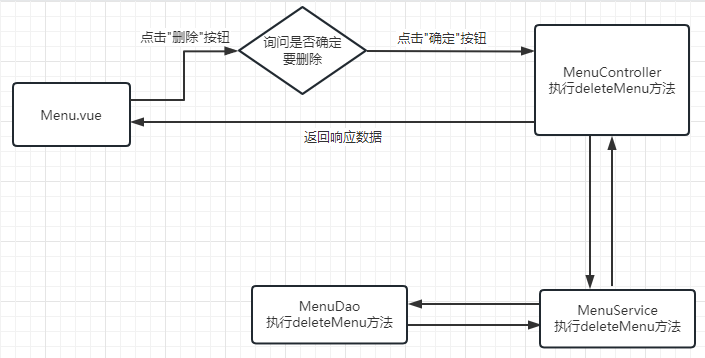 点击"删除"按钮
询问是否确定
要删除
点击"确定"按钮
MenuController
执行deleteMenu方法
Menu.vue
返回响应数据
MenuDao
执行deleteMenu方法
MenuService
执行deleteMenu方法